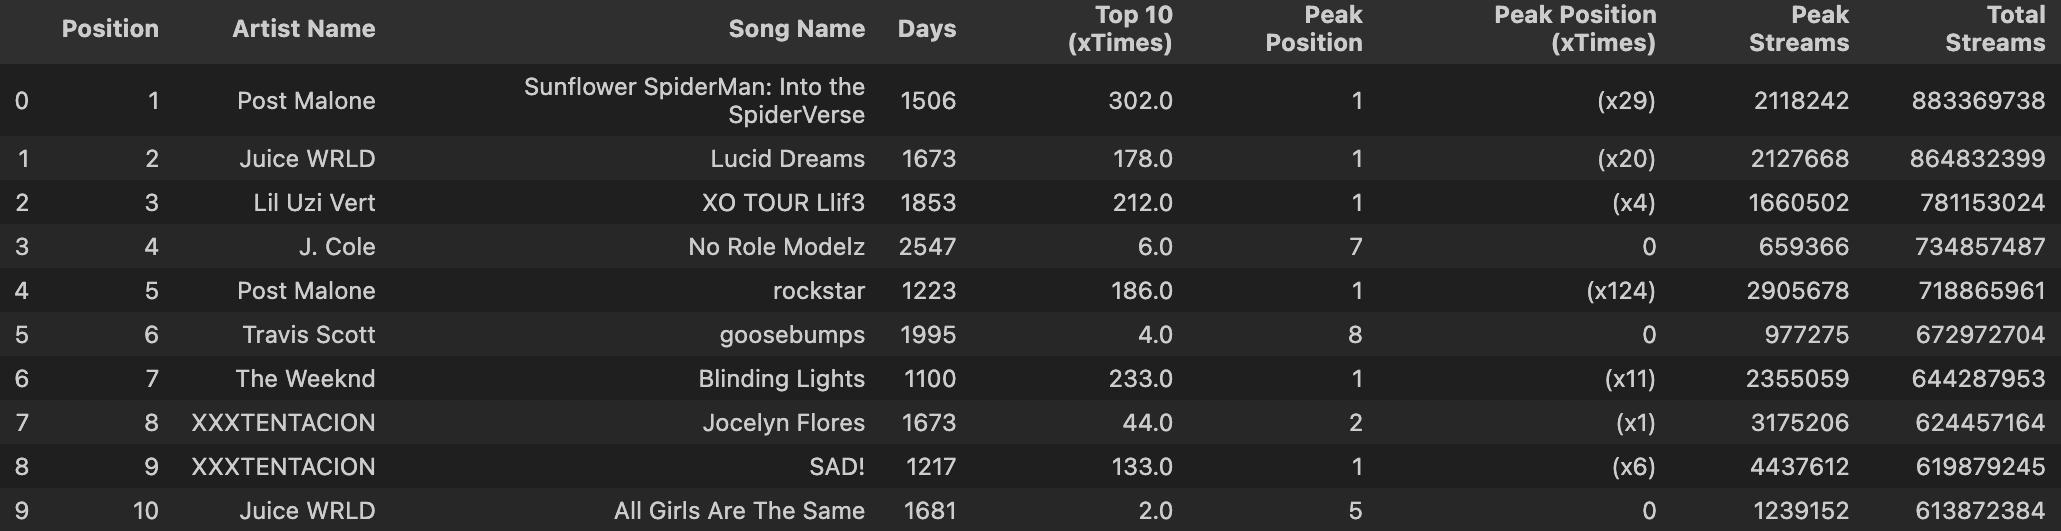 Position Artist Name Song Name Days Top 10 (xTimes) Peak Position Peak Position (xTimes) Peak Streams Total Streams
0 1 Post Malone Sunflower SpiderMan: Into the SpiderVerse 1506 302.0 1 (x29) 2118242 883369738
1 2 Juice WRLD Lucid Dreams 1673 178.0 1 (x20) 2127668 864832399
2 3 Lil Uzi Vert XO TOUR Llif3 1853 212.0 1 (x4) 1660502 781153024
3 4 J. Cole No Role Modelz 2547 6.0 7 0 659366 734857487
4 5 Post Malone rockstar 1223 186.0 1 (x124) 2905678 718865961
5 6 Travis Scott goosebumps 1995 4.0 8 0 977275 672972704
6 7 The Weeknd Blinding Lights 1100 233.0 1 (x11) 2355059 644287953
7 8 XXXTENTACION Jocelyn Flores 1673 44.0 2 (x1) 3175206 624457164
8 9 XXXTENTACION SAD! 1217 133.0 1 (x6) 4437612 619879245
9 10 Juice WRLD All Girls Are The Same 1681 2.0 5 0 1239152 613872384